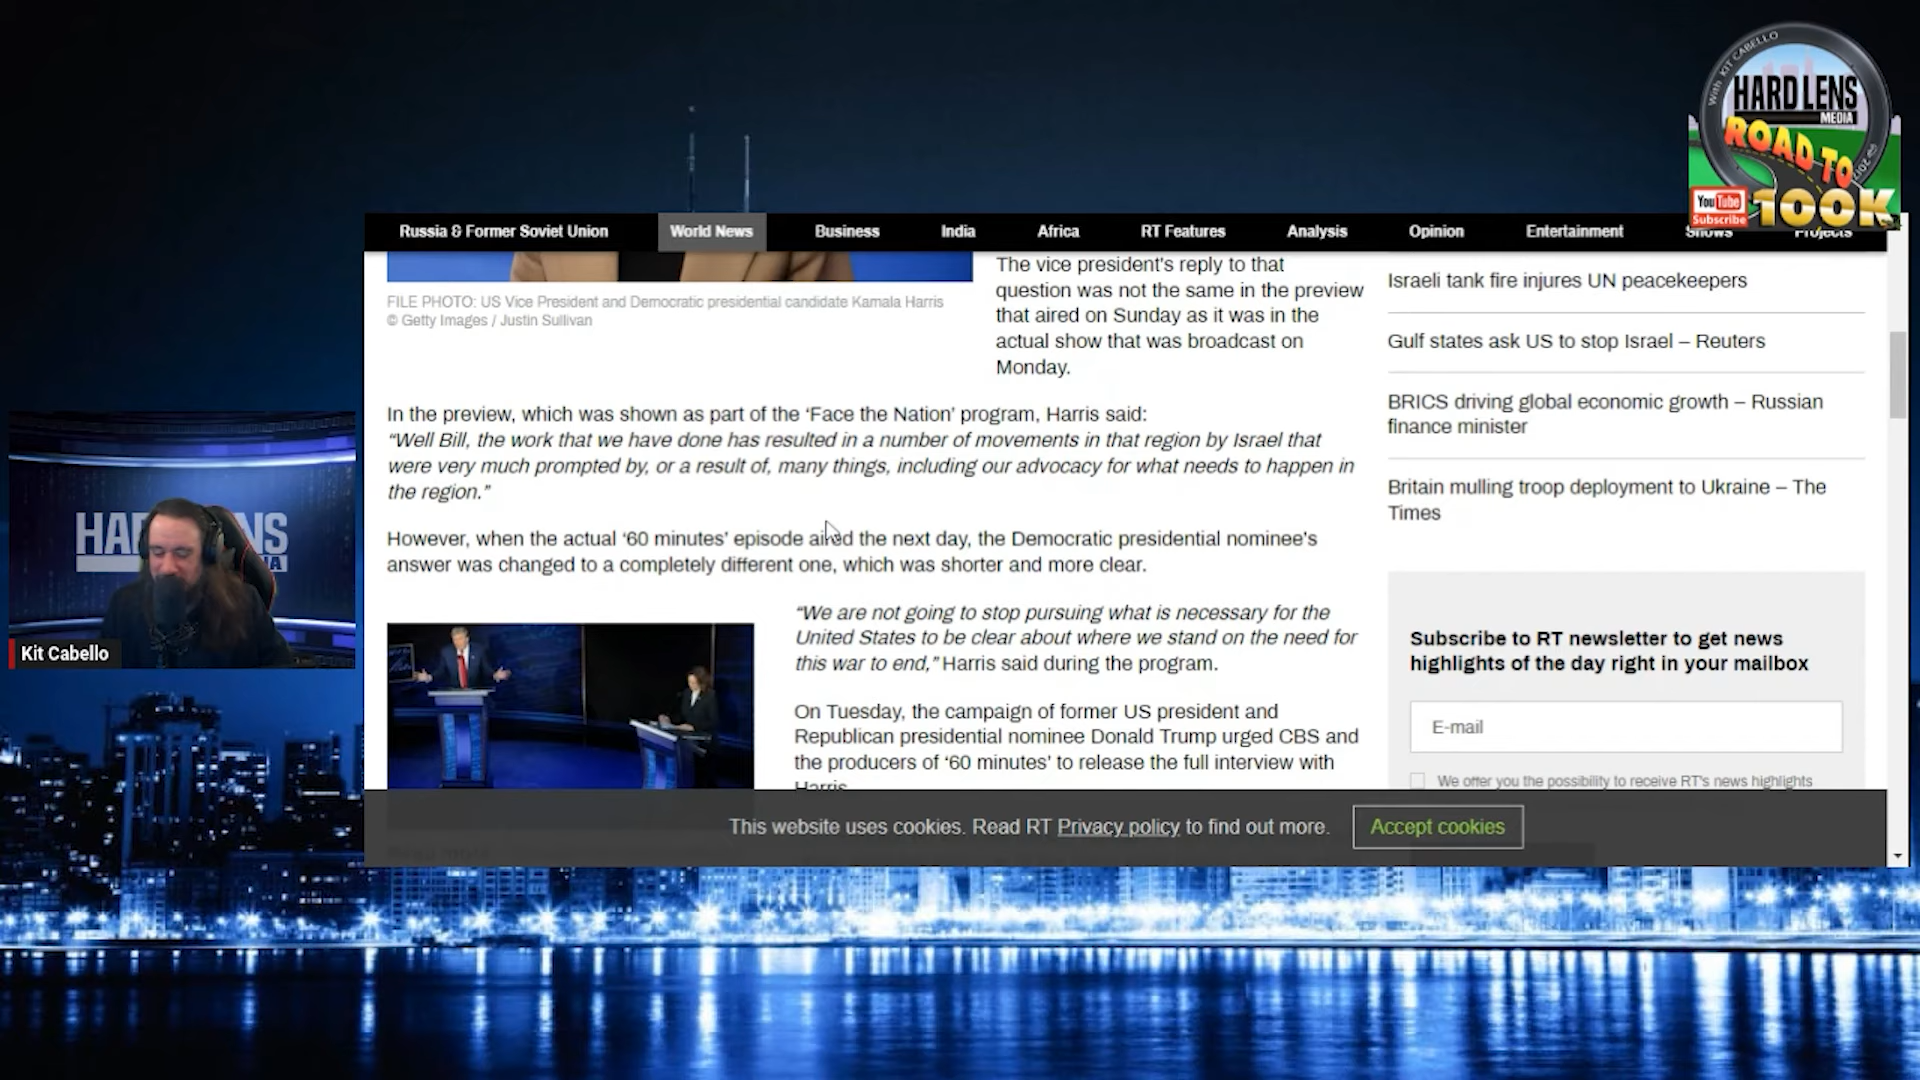 With KIT CABELLO
HARD LENS
MEDIA
ROAD TO
100K
YouTube
Subscribe
Russia & Former Soviet Union
World News
Business
India
Africa
RT Features
Analysis
Opinion
Entertainment
Shows
Projects
FILE PHOTO: US Vice President and Democratic presidential candidate Kamala Harris
© Getty Images / Justin Sullivan
The vice president's reply to that
question was not the same in the preview
that aired on Sunday as it was in the
actual show that was broadcast on
Monday.
In the preview, which was shown as part of the ‘Face the Nation’ program, Harris said:
“Well Bill, the work that we have done has resulted in a number of movements in that region by Israel that
were very much prompted by, or a result of, many things, including our advocacy for what needs to happen in
the region.”
However, when the actual ‘60 minutes’ episode aired the next day, the Democratic presidential nominee’s
answer was changed to a completely different one, which was shorter and more clear.
“We are not going to stop pursuing what is necessary for the
United States to be clear about where we stand on the need for
this war to end,” Harris said during the program.
On Tuesday, the campaign of former US president and
Republican presidential nominee Donald Trump urged CBS and
the producers of ‘60 minutes’ to release the full interview with
Harris
Israeli tank fire injures UN peacekeepers
Gulf states ask US to stop Israel – Reuters
BRICS driving global economic growth – Russian
finance minister
Britain mulling troop deployment to Ukraine – The
Times
Subscribe to RT newsletter to get news
highlights of the day right in your mailbox
E-mail
We offer you the possibility to receive RT's news highlights
This website uses cookies. Read RT Privacy policy to find out more.
Accept cookies
HARD LENS
Kit Cabello